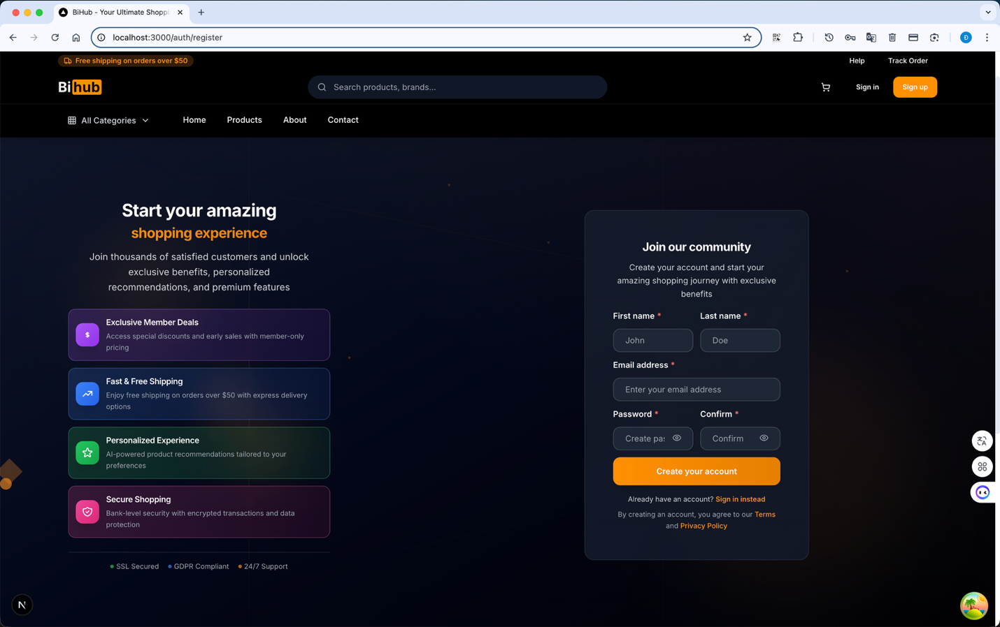 BiHub - Your Ultimate Shoppi
localhost:3000/auth/register
Đ
Free shipping on orders over $50
Help
Track Order
Bihub
Search products, brands...
Sign in
Sign up
All Categories
Home
Products
About
Contact
Start your amazing
shopping experience
Join thousands of satisfied customers and unlock
exclusive benefits, personalized
recommendations, and premium features
$
Exclusive Member Deals
Access special discounts and early sales with member-only
pricing
Fast & Free Shipping
Enjoy free shipping on orders over $50 with express delivery
options
Personalized Experience
AI-powered product recommendations tailored to your
preferences
Secure Shopping
Bank-level security with encrypted transactions and data
protection
SSL Secured
GDPR Compliant
24/7 Support
Join our community
Create your account and start your
amazing shopping journey with exclusive
benefits
First name *
Last name *
John
Doe
Email address *
Enter your email address
Password *
Confirm *
Create pas
Confirm
Create your account
Already have an account? Sign in instead
By creating an account, you agree to our Terms
and Privacy Policy
N